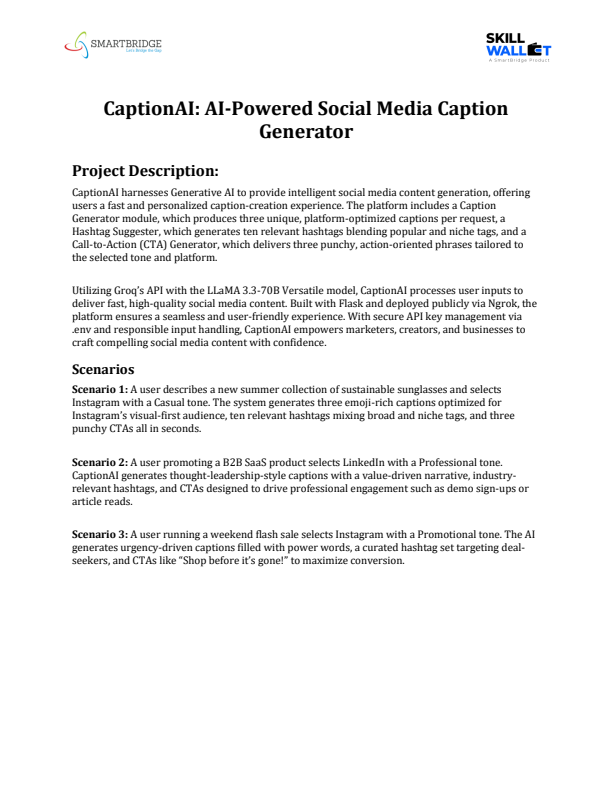 SMARTBRIDGE
Let's Bridge the Gap
SKILL
WALLET
A SmartBridge Product
CaptionAI: AI-Powered Social Media Caption
Generator
Project Description:
CaptionAI harnesses Generative AI to provide intelligent social media content generation, offering
users a fast and personalized caption-creation experience. The platform includes a Caption
Generator module, which produces three unique, platform-optimized captions per request, a
Hashtag Suggester, which generates ten relevant hashtags blending popular and niche tags, and a
Call-to-Action (CTA) Generator, which delivers three punchy, action-oriented phrases tailored to
the selected tone and platform.
Utilizing Groq’s API with the LLaMA 3.3-70B Versatile model, CaptionAI processes user inputs to
deliver fast, high-quality social media content. Built with Flask and deployed publicly via Ngrok, the
platform ensures a seamless and user-friendly experience. With secure API key management via
.env and responsible input handling, CaptionAI empowers marketers, creators, and businesses to
craft compelling social media content with confidence.
Scenarios
Scenario 1: A user describes a new summer collection of sustainable sunglasses and selects
Instagram with a Casual tone. The system generates three emoji-rich captions optimized for
Instagram’s visual-first audience, ten relevant hashtags mixing broad and niche tags, and three
punchy CTAs all in seconds.
Scenario 2: A user promoting a B2B SaaS product selects LinkedIn with a Professional tone.
CaptionAI generates thought-leadership-style captions with a value-driven narrative, industry-
relevant hashtags, and CTAs designed to drive professional engagement such as demo sign-ups or
article reads.
Scenario 3: A user running a weekend flash sale selects Instagram with a Promotional tone. The AI
generates urgency-driven captions filled with power words, a curated hashtag set targeting deal-
seekers, and CTAs like “Shop before it’s gone!” to maximize conversion.